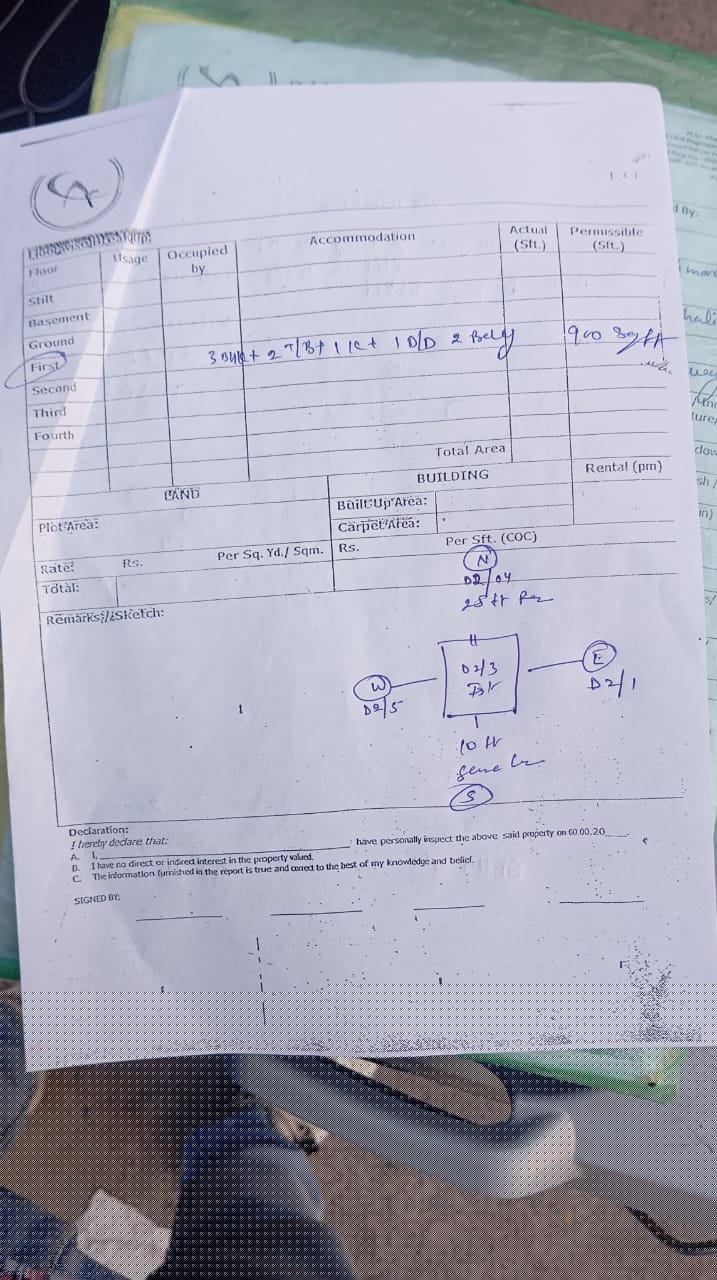 Floor Usage Occupied by Accommodation Actual (Sft.) Permissible (Sft.)
Stilt
Basement
Ground
First 3 BHK + 2 T/B + 1 K + 1 D/D 2 Bcly 900 Sqft
Second
Third
Fourth
Total Area
LAND BUILDING Rental (pm)
Plot Area: Built Up Area:
Carpet Area:
Rate: Rs. Per Sq. Yd./ Sqm. Rs. Per Sft. (COC)
Total:
Remarks/Sketch:
N
D2/04
25 ft
D2/3
W
E
D2/5
D2/1
10 ft
S
Declaration:
I hereby declare that:
A. I, have personally inspect the above said property on 00.00.20
B. I have no direct or indirect interest in the property valued.
C. The information furnished in the report is true and correct to the best of my knowledge and belief.
SIGNED BY: